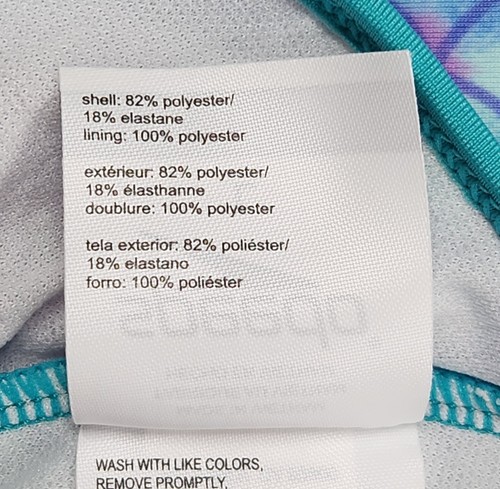 shell: 82% polyester/
18% elastane
lining: 100% polyester
extérieur: 82% polyester/
18% élasthanne
doublure: 100% polyester
tela exterior: 82% poliéster/
18% elastano
forro: 100% poliéster
speedo
WASH WITH LIKE COLORS,
REMOVE PROMPTLY,